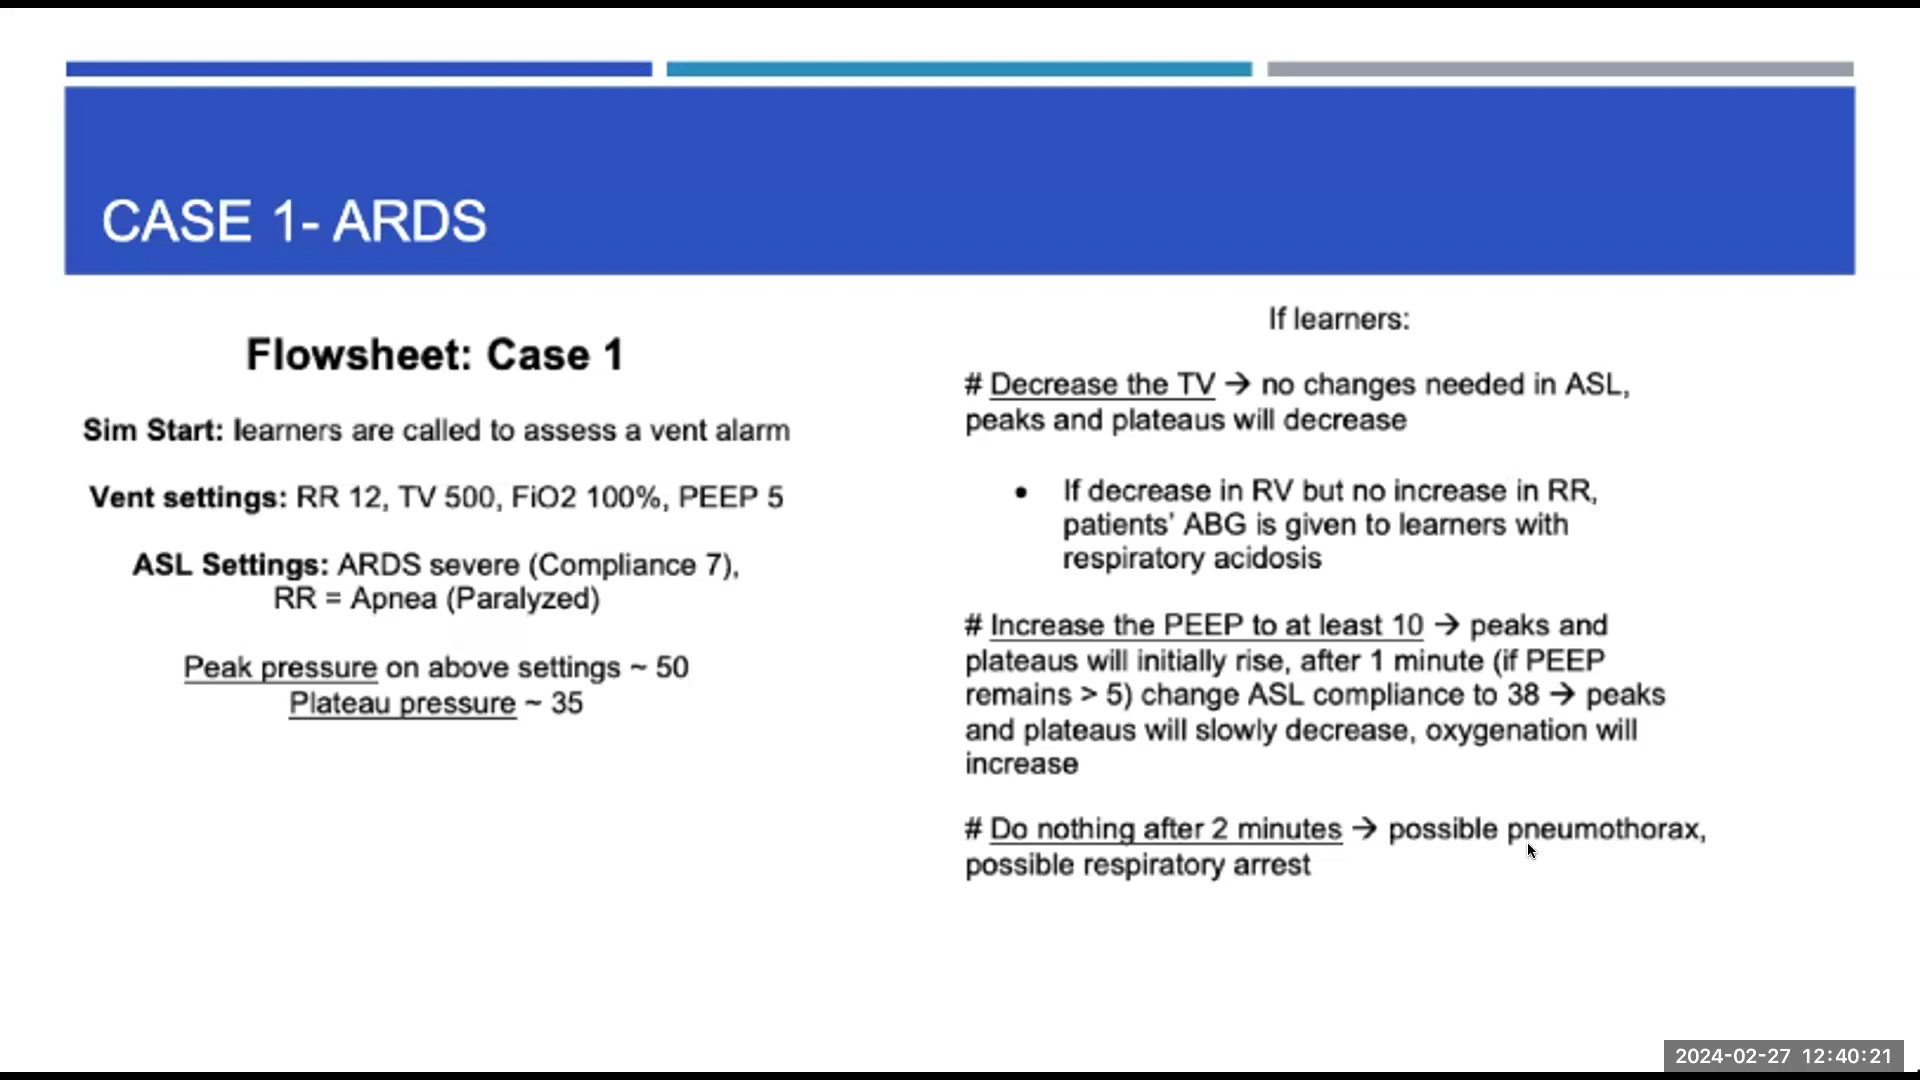 CASE 1- ARDS
Flowsheet: Case 1
Sim Start: learners are called to assess a vent alarm
Vent settings: RR 12, TV 500, FiO2 100%, PEEP 5
ASL Settings: ARDS severe (Compliance 7),
RR = Apnea (Paralyzed)
Peak pressure on above settings ~ 50
Plateau pressure ~ 35
If learners:
# Decrease the TV → no changes needed in ASL,
peaks and plateaus will decrease
• If decrease in RV but no increase in RR,
patients' ABG is given to learners with
respiratory acidosis
# Increase the PEEP to at least 10 → peaks and
plateaus will initially rise, after 1 minute (if PEEP
remains > 5) change ASL compliance to 38 → peaks
and plateaus will slowly decrease, oxygenation will
increase
# Do nothing after 2 minutes → possible pneumothorax,
possible respiratory arrest
2024-02-27 12:40:21